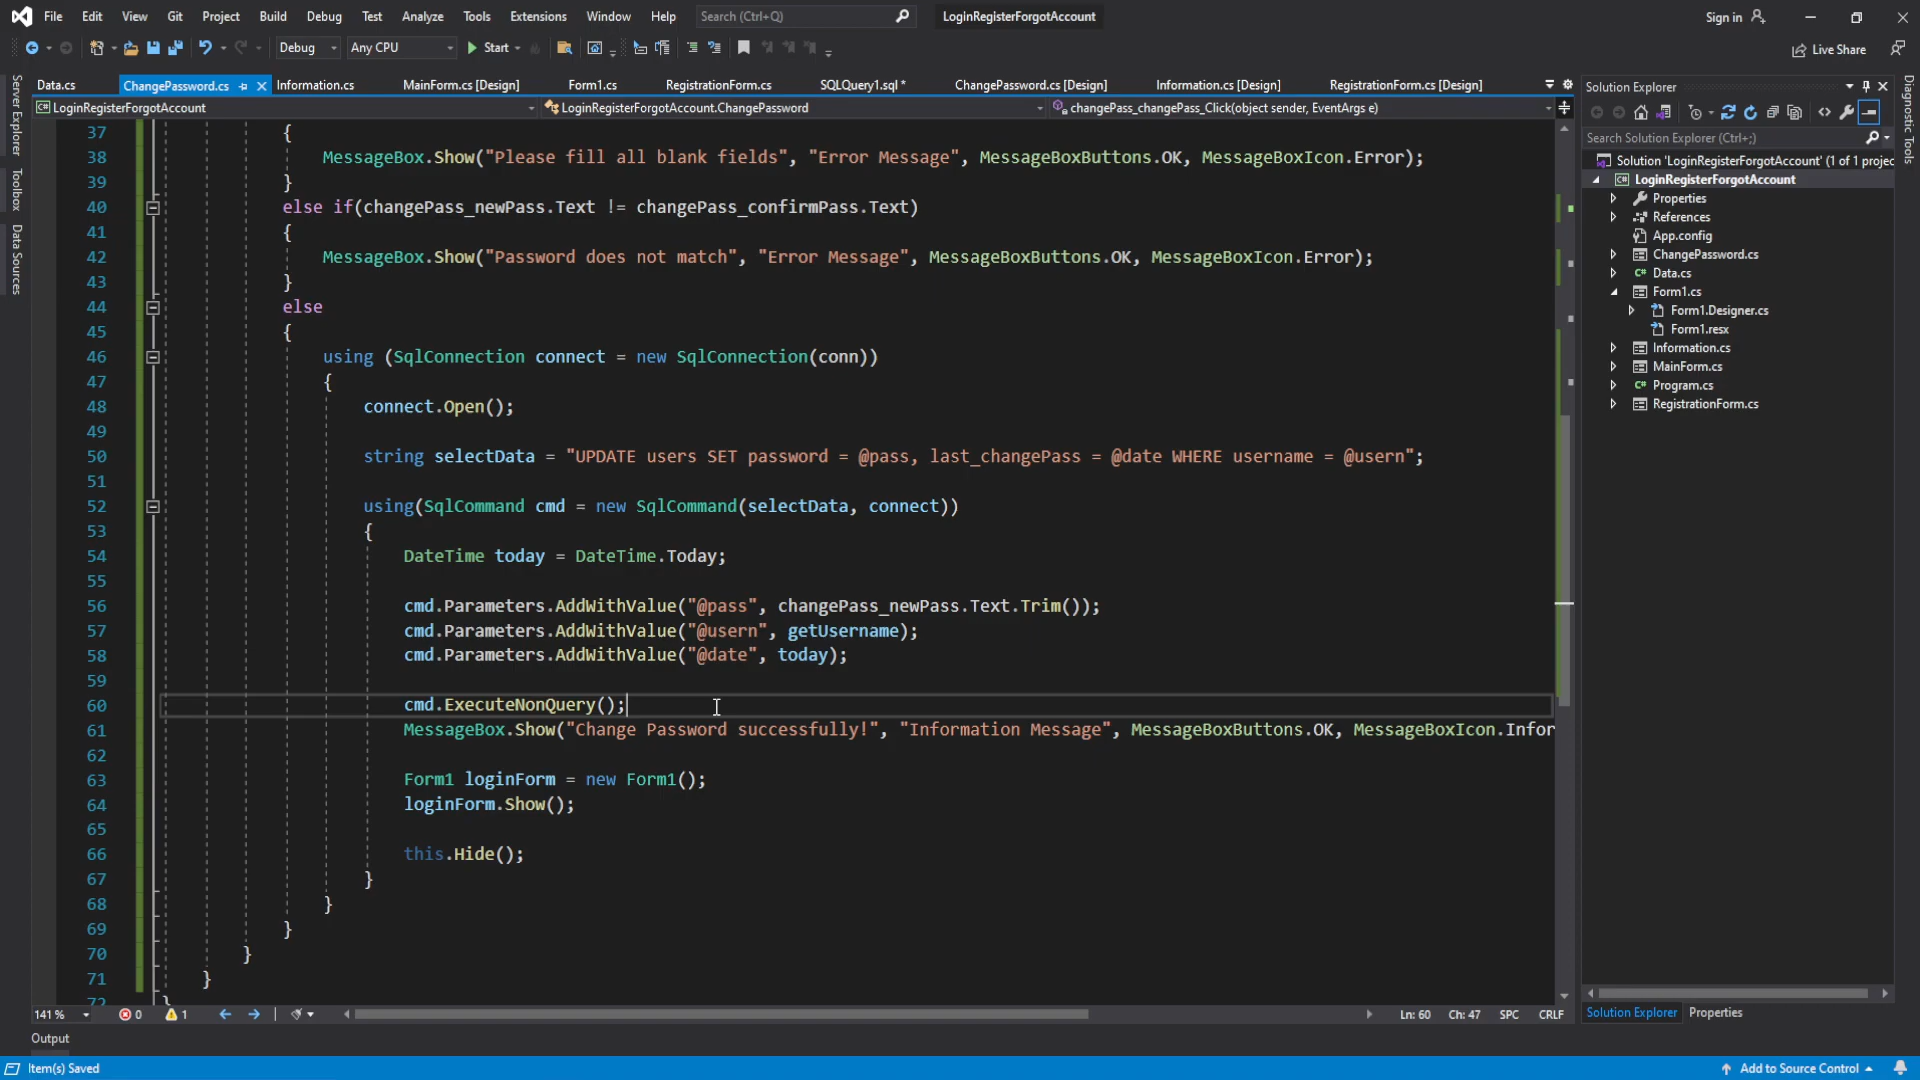 File Edit View Git Project Build Debug Test Analyze Tools Extensions Window Help Search (Ctrl+Q) LoginRegisterForgotAccount Sign in
Debug Any CPU Start Live Share
Data.cs ChangePassword.cs Information.cs MainForm.cs [Design] Form1.cs RegistrationForm.cs SQLQuery1.sql * ChangePassword.cs [Design] Information.cs [Design] RegistrationForm.cs [Design]
LoginRegisterForgotAccount LoginRegisterForgotAccount.ChangePassword changePass_changePass_Click(object sender, EventArgs e)
Server Explorer
Toolbox
Data Sources
37 {
38 MessageBox.Show("Please fill all blank fields", "Error Message", MessageBoxButtons.OK, MessageBoxIcon.Error);
39 }
40 else if(changePass_newPass.Text != changePass_confirmPass.Text)
41 {
42 MessageBox.Show("Password does not match", "Error Message", MessageBoxButtons.OK, MessageBoxIcon.Error);
43 }
44 else
45 {
46 using (SqlConnection connect = new SqlConnection(conn))
47 {
48 connect.Open();
49
50 string selectData = "UPDATE users SET password = @pass, last_changePass = @date WHERE username = @usern";
51
52 using(SqlCommand cmd = new SqlCommand(selectData, connect))
53 {
54 DateTime today = DateTime.Today;
55
56 cmd.Parameters.AddWithValue("@pass", changePass_newPass.Text.Trim());
57 cmd.Parameters.AddWithValue("@usern", getUsername);
58 cmd.Parameters.AddWithValue("@date", today);
59
60 cmd.ExecuteNonQuery();
61 MessageBox.Show("Change Password successfully!", "Information Message", MessageBoxButtons.OK, MessageBoxIcon.Infor
62
63 Form1 loginForm = new Form1();
64 loginForm.Show();
65
66 this.Hide();
67 }
68 }
69 }
70 }
71 }
72 }
141 % 0 1 Ln: 60 Ch: 47 SPC CRLF
Output
Item(s) Saved Add to Source Control
Solution Explorer
Search Solution Explorer (Ctrl+;)
Solution 'LoginRegisterForgotAccount' (1 of 1 projec
LoginRegisterForgotAccount
Properties
References
App.config
ChangePassword.cs
Data.cs
Form1.cs
Form1.Designer.cs
Form1.resx
Information.cs
MainForm.cs
Program.cs
RegistrationForm.cs
Solution Explorer Properties
Diagnostic Tools